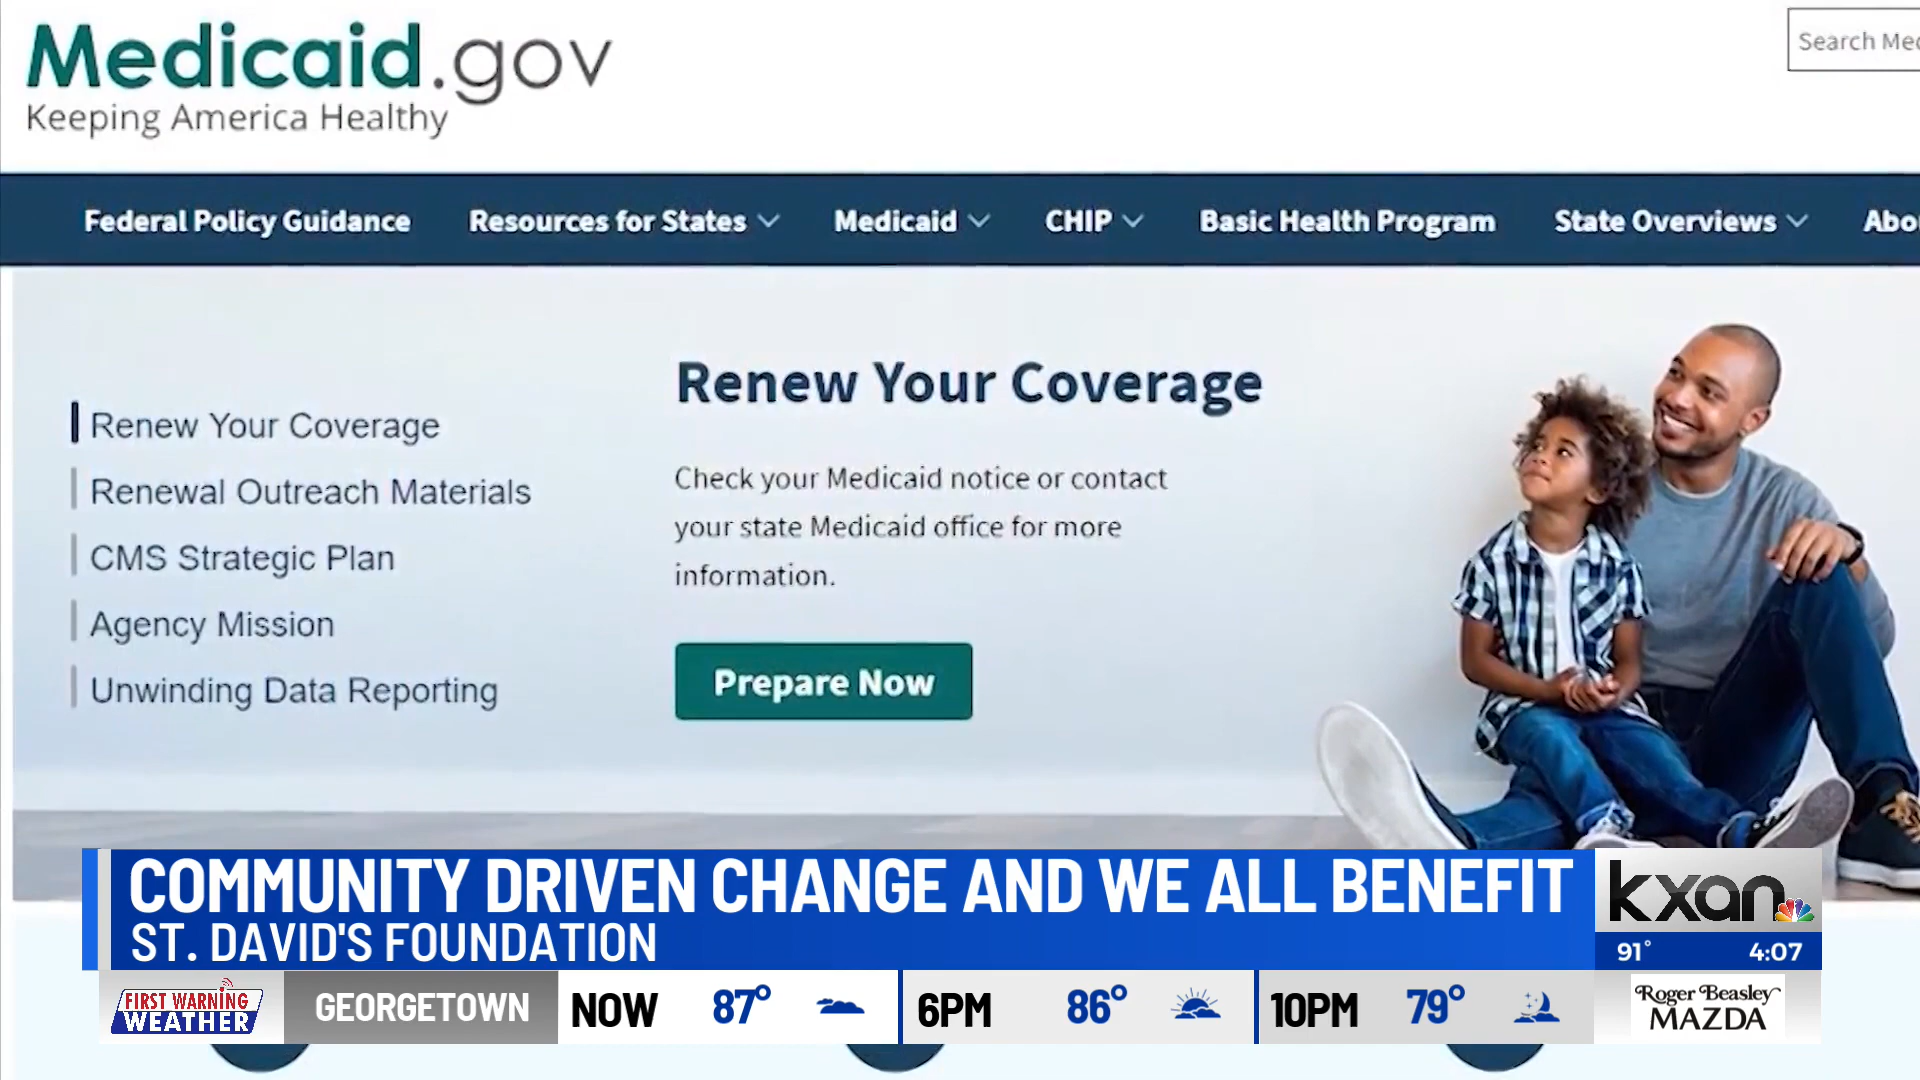 Medicaid.gov
Keeping America Healthy
Search Med
Federal Policy Guidance
Resources for States
Medicaid
CHIP
Basic Health Program
State Overviews
Abo
Renew Your Coverage
Renewal Outreach Materials
CMS Strategic Plan
Agency Mission
Unwinding Data Reporting
Renew Your Coverage
Check your Medicaid notice or contact
your state Medicaid office for more
information.
Prepare Now
COMMUNITY DRIVEN CHANGE AND WE ALL BENEFIT
ST. DAVID'S FOUNDATION
kxan
91° 4:07
FIRST WARNING
WEATHER
GEORGETOWN
NOW 87°
6PM 86°
10PM 79°
Roger Beasley
MAZDA